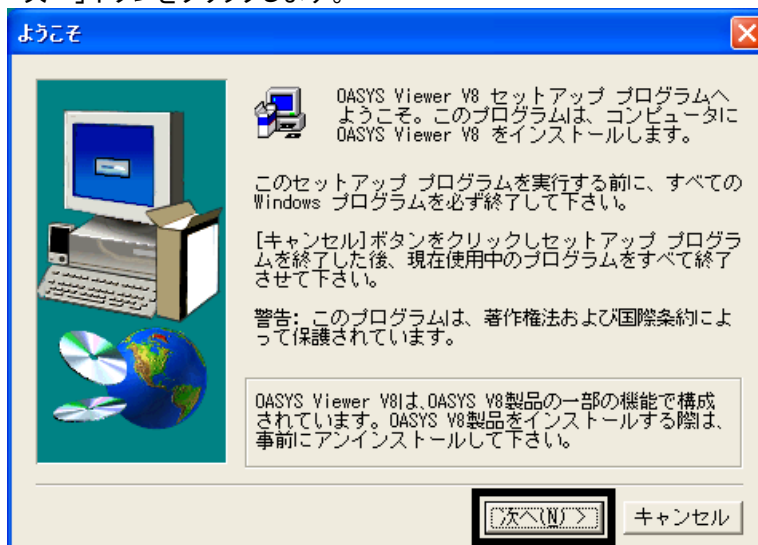 ようこそ
OASYS Viewer V8 セットアップ プログラムへ
ようこそ。このプログラムは、コンピュータに
OASYS Viewer V8 をインストールします。
このセットアップ プログラムを実行する前に、すべての
Windows プログラムを必ず終了して下さい。
[キャンセル]ボタンをクリックしセットアップ プログラ
ムを終了した後、現在使用中のプログラムをすべて終了
させて下さい。
警告: このプログラムは、著作権法および国際条約によ
って保護されています。
OASYS Viewer V8は、OASYS V8製品の一部の機能で構成
されています。OASYS V8製品をインストールする際は、
事前にアンインストールして下さい。
次へ(N) >
キャンセル